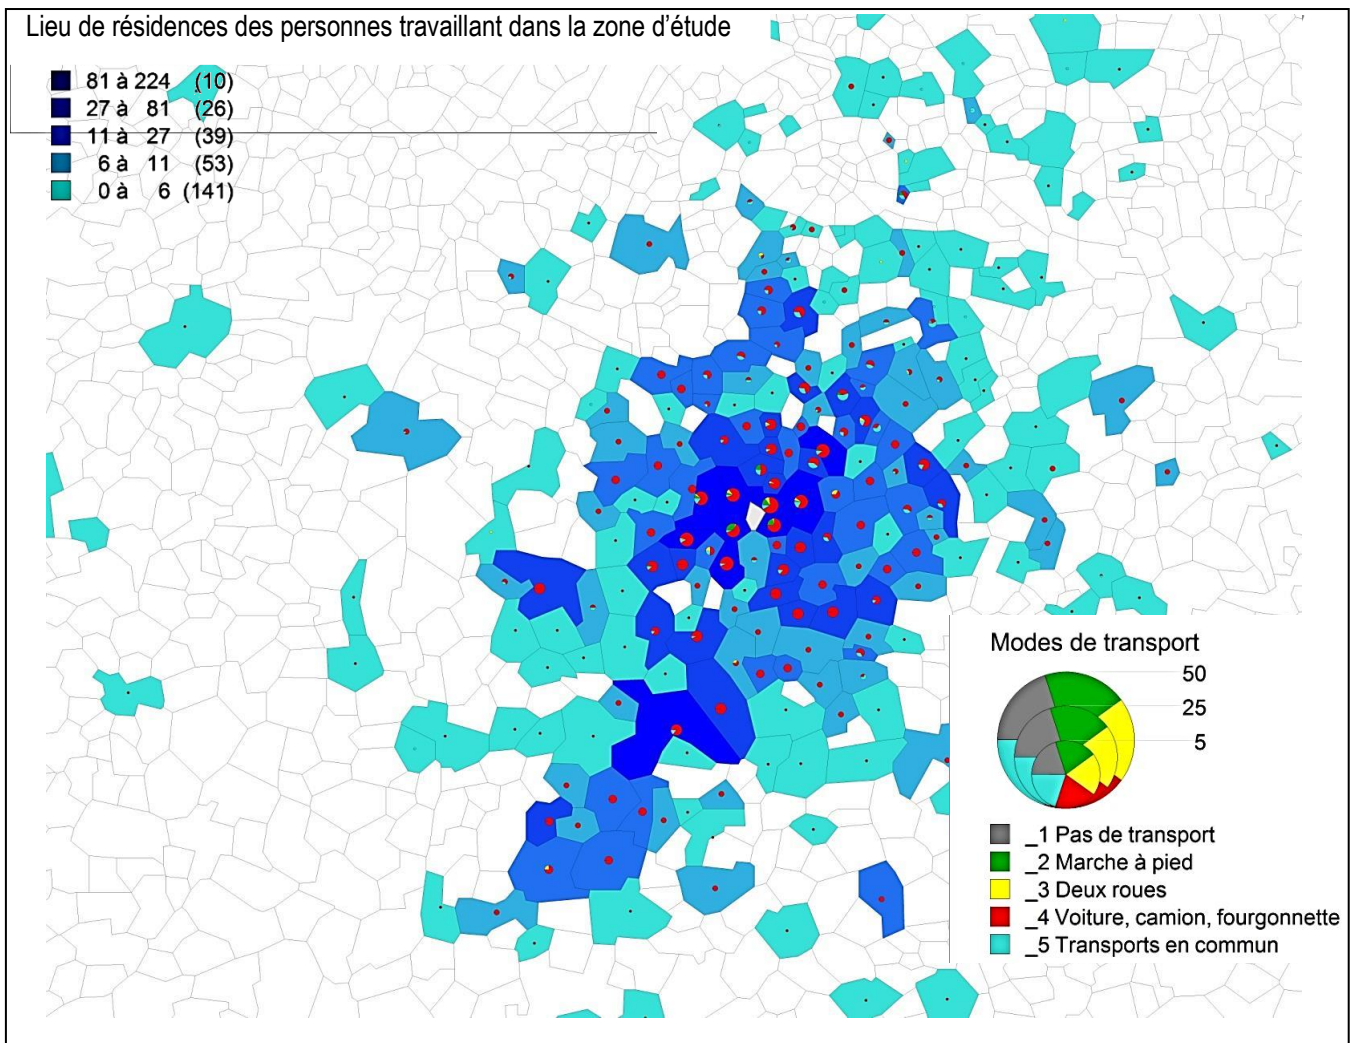 Lieu de résidences des personnes travaillant dans la zone d'étude
81 à 224 (10)
27 à 81 (26)
11 à 27 (39)
6 à 11 (53)
0 à 6 (141)
Modes de transport
50
25
5
_1 Pas de transport
_2 Marche à pied
_3 Deux roues
_4 Voiture, camion, fourgonnette
_5 Transports en commun